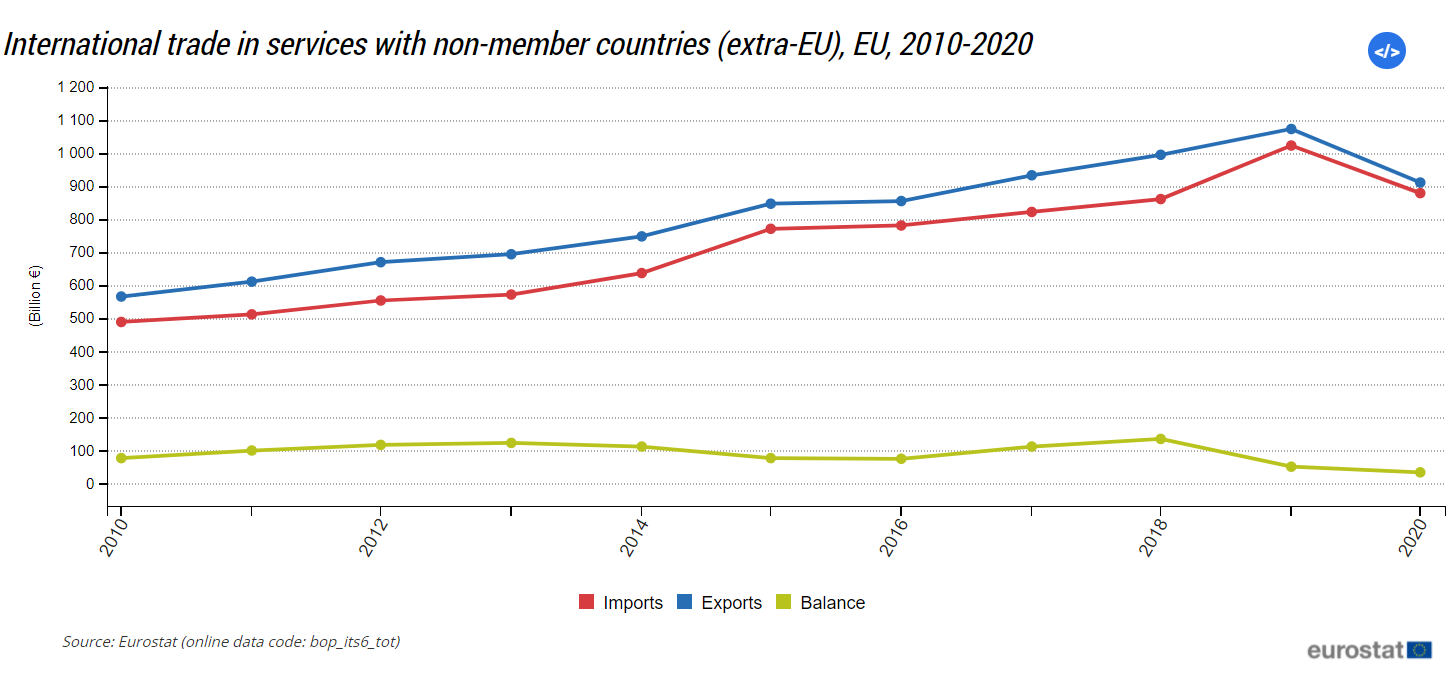 International trade in services with non-member countries (extra-EU), EU, 2010-2020
</>
1 200
1 100
1 000
900
800
700
600
500
400
300
200
100
0
(Billion €)
2010 2012 2014 2016 2018 2020
Imports Exports Balance
Source: Eurostat (online data code: bop_its6_tot)
eurostat